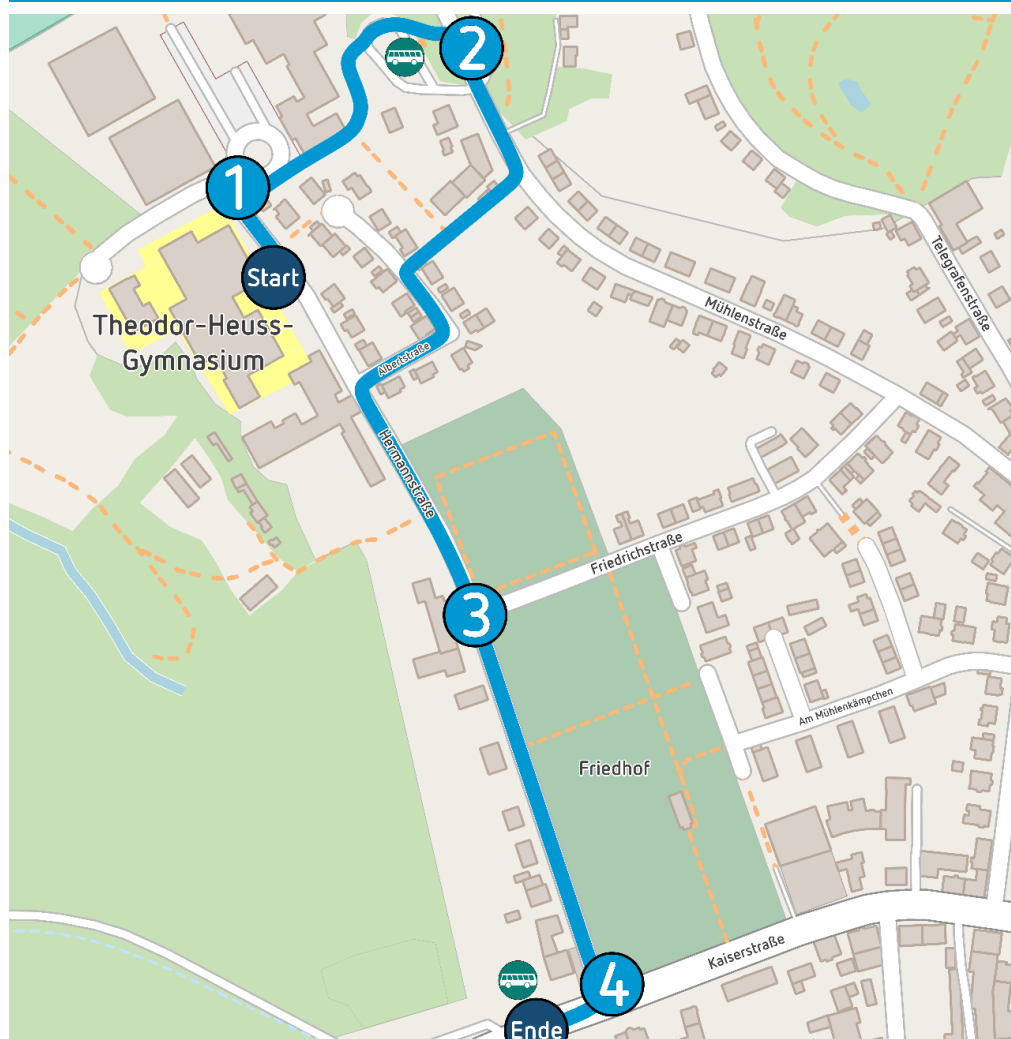 2
1
Start
Theodor-Heuss-
Gymnasium
Telegrafenstraße
Mühlenstraße
Albertstraße
Hermannstraße
Friedrichstraße
3
Am Mühlenkämpchen
Friedhof
Kaiserstraße
4
Ende